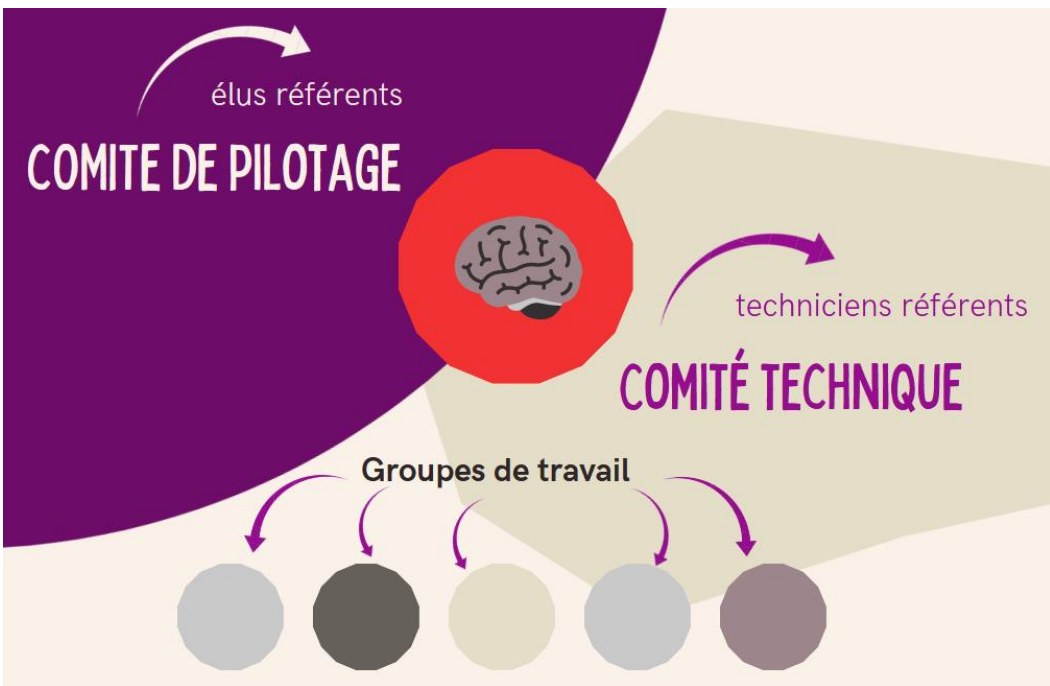 élus référents
COMITE DE PILOTAGE
techniciens référents
COMITÉ TECHNIQUE
Groupes de travail